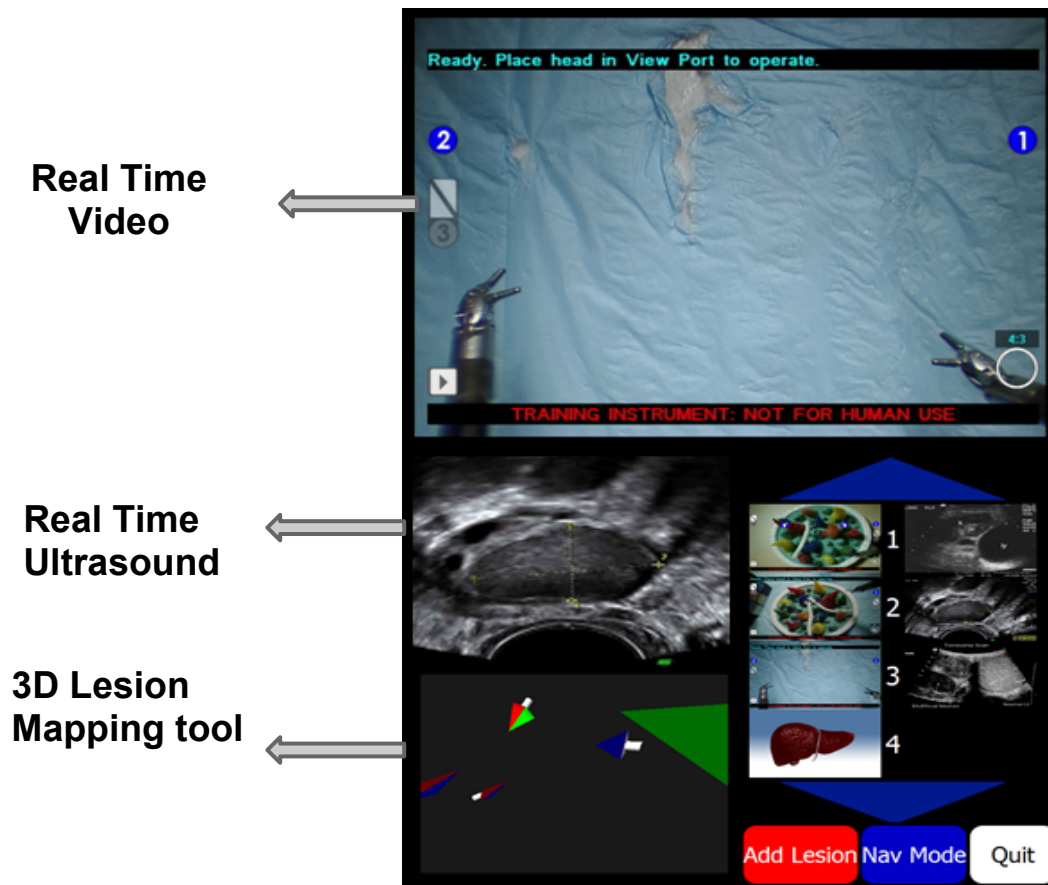 Ready. Place head in View Port to operate.
2
1
Real Time
Video
3
4:3
TRAINING INSTRUMENT: NOT FOR HUMAN USE
Real Time
Ultrasound
1
2
3
4
3D Lesion
Mapping tool
Add Lesion
Nav Mode
Quit